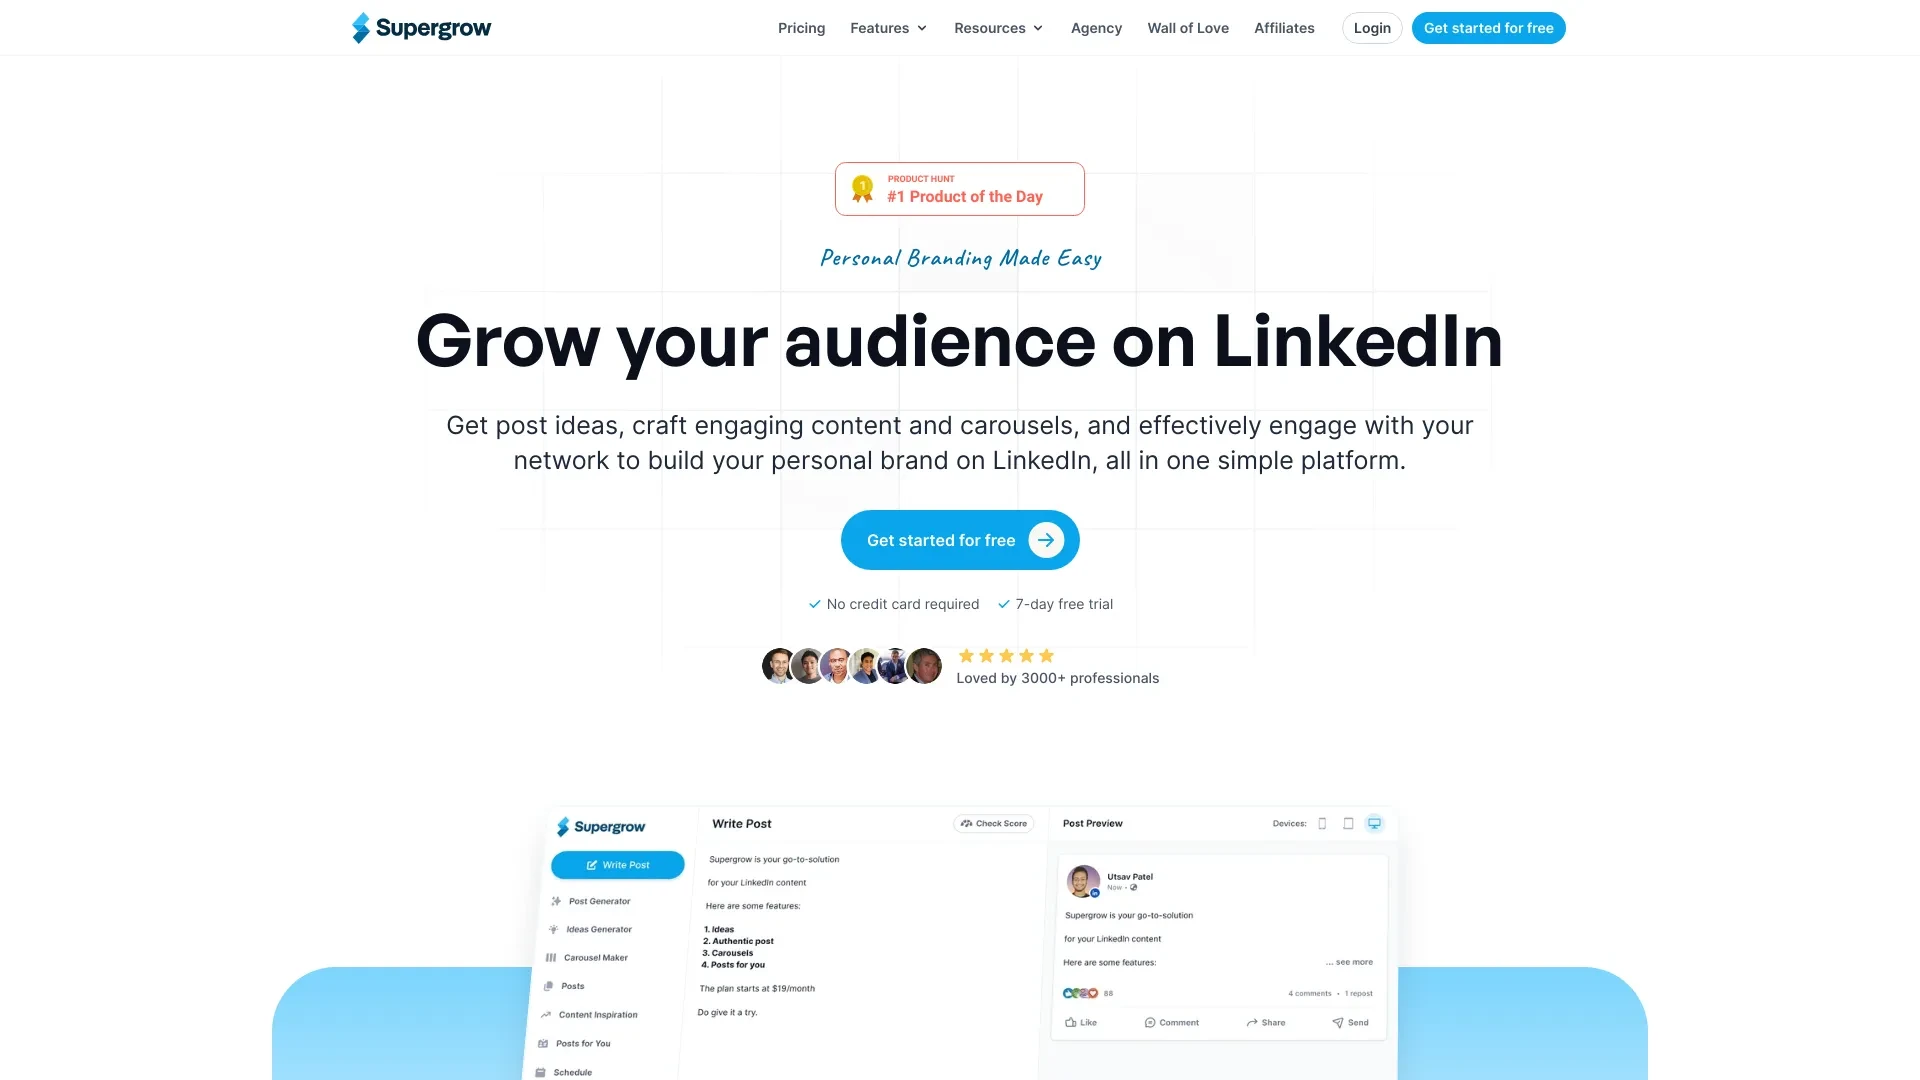 Supergrow
Pricing
Features
Resources
Agency
Wall of Love
Affiliates
Login
Get started for free
1
PRODUCT HUNT
#1 Product of the Day
Personal Branding Made Easy
Grow your audience on LinkedIn
Get post ideas, craft engaging content and carousels, and effectively engage with your
network to build your personal brand on LinkedIn, all in one simple platform.
Get started for free
No credit card required
7-day free trial
Loved by 3000+ professionals
Supergrow
Write Post
Post Generator
Ideas Generator
Carousel Maker
Posts
Content Inspiration
Posts for You
Schedule
Write Post
Check Score
Supergrow is your go-to-solution
for your LinkedIn content
Here are some features:
1. Ideas
2. Authentic post
3. Carousels
4. Posts for you
The plan starts at $19/month
Do give it a try.
Post Preview
Devices:
in
Utsav Patel
Now •
Supergrow is your go-to-solution
for your LinkedIn content
Here are some features:
... see more
88
4 comments • 1 repost
Like
Comment
Share
Send